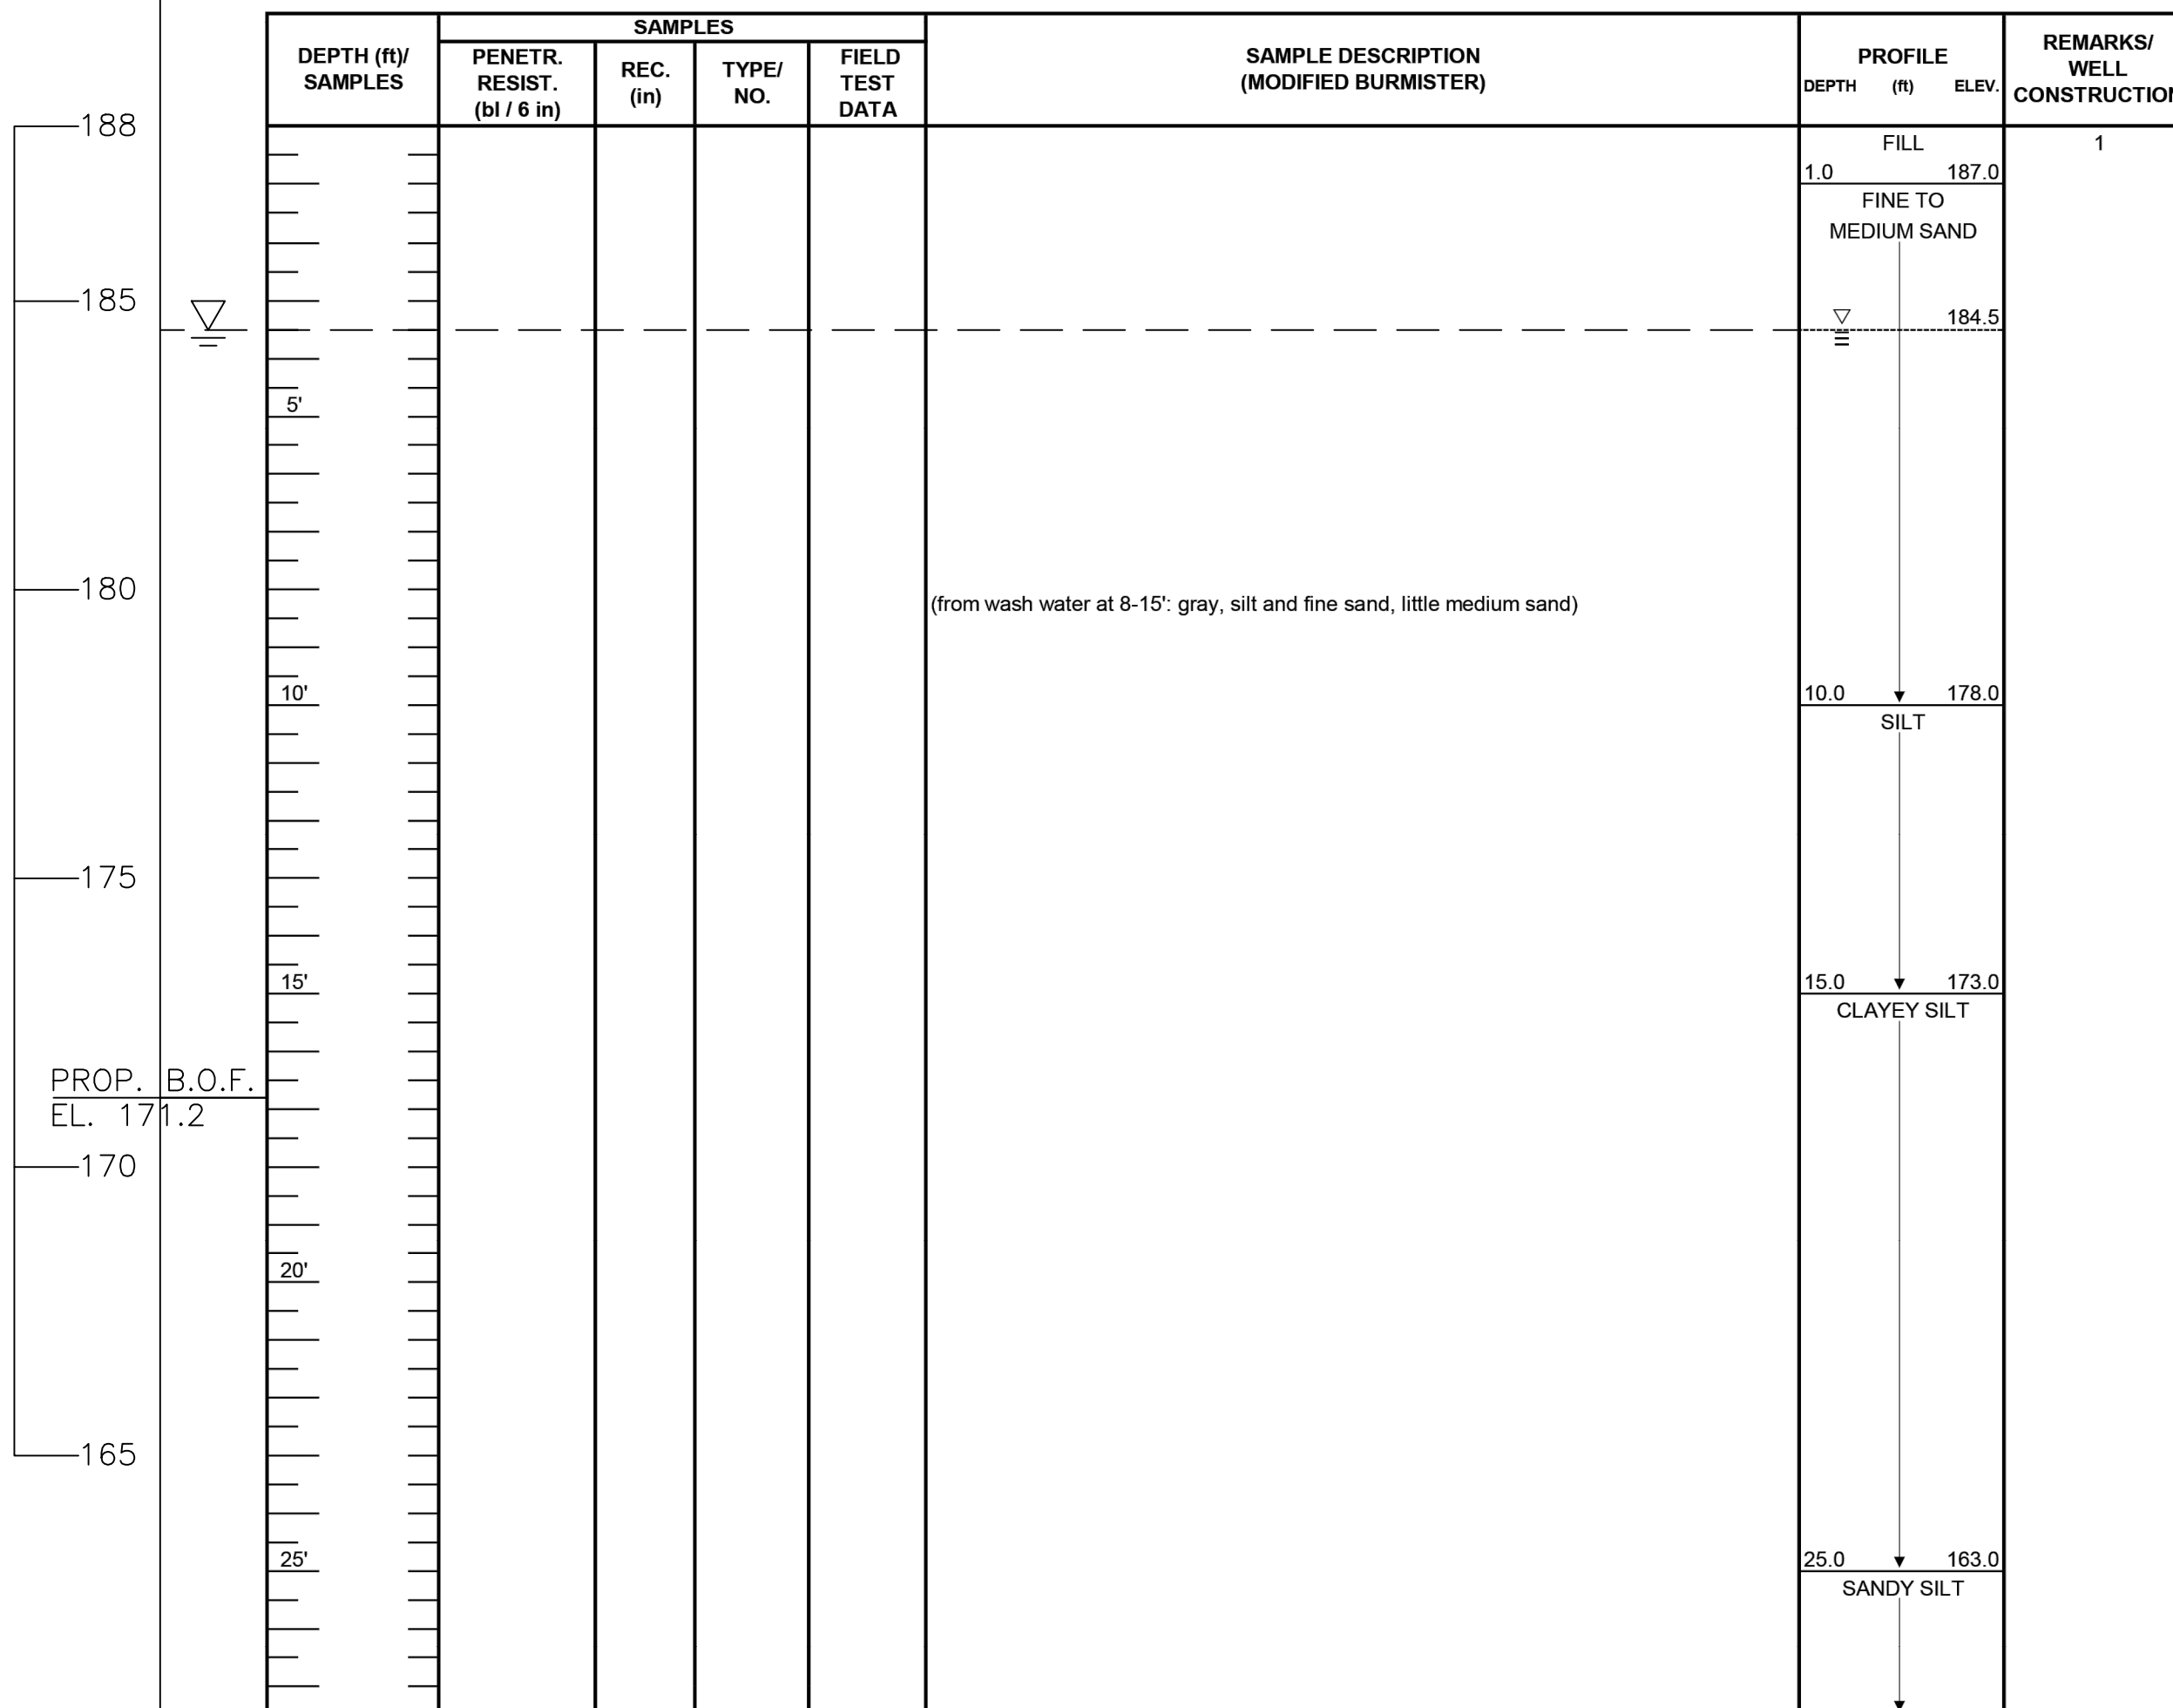 SAMPLES
DEPTH (ft)/
SAMPLES
PENETR.
RESIST.
(bl / 6 in)
REC.
(in)
TYPE/
NO.
FIELD
TEST
DATA
SAMPLE DESCRIPTION
(MODIFIED BURMISTER)
PROFILE
DEPTH (ft) ELEV.
REMARKS/
WELL
CONSTRUCTION
188
FILL
1
1.0 187.0
FINE TO
MEDIUM SAND
185
184.5
5'
180
(from wash water at 8-15': gray, silt and fine sand, little medium sand)
10'
10.0 178.0
SILT
175
15'
15.0 173.0
CLAYEY SILT
PROP. B.O.F.
EL. 171.2
170
20'
165
25'
25.0 163.0
SANDY SILT